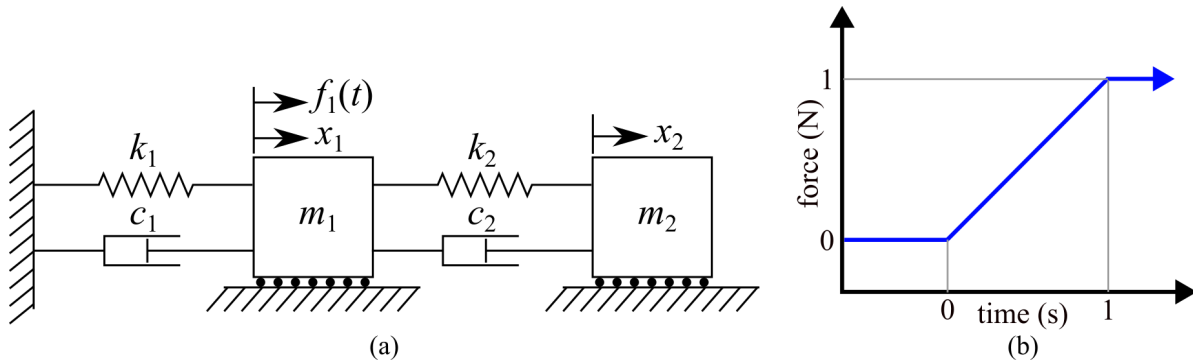 f₁(t)
x₁
x₂
k₁
k₂
c₁
m₁
c₂
m₂
(a)
force (N)
1
0
0
time (s)
1
(b)